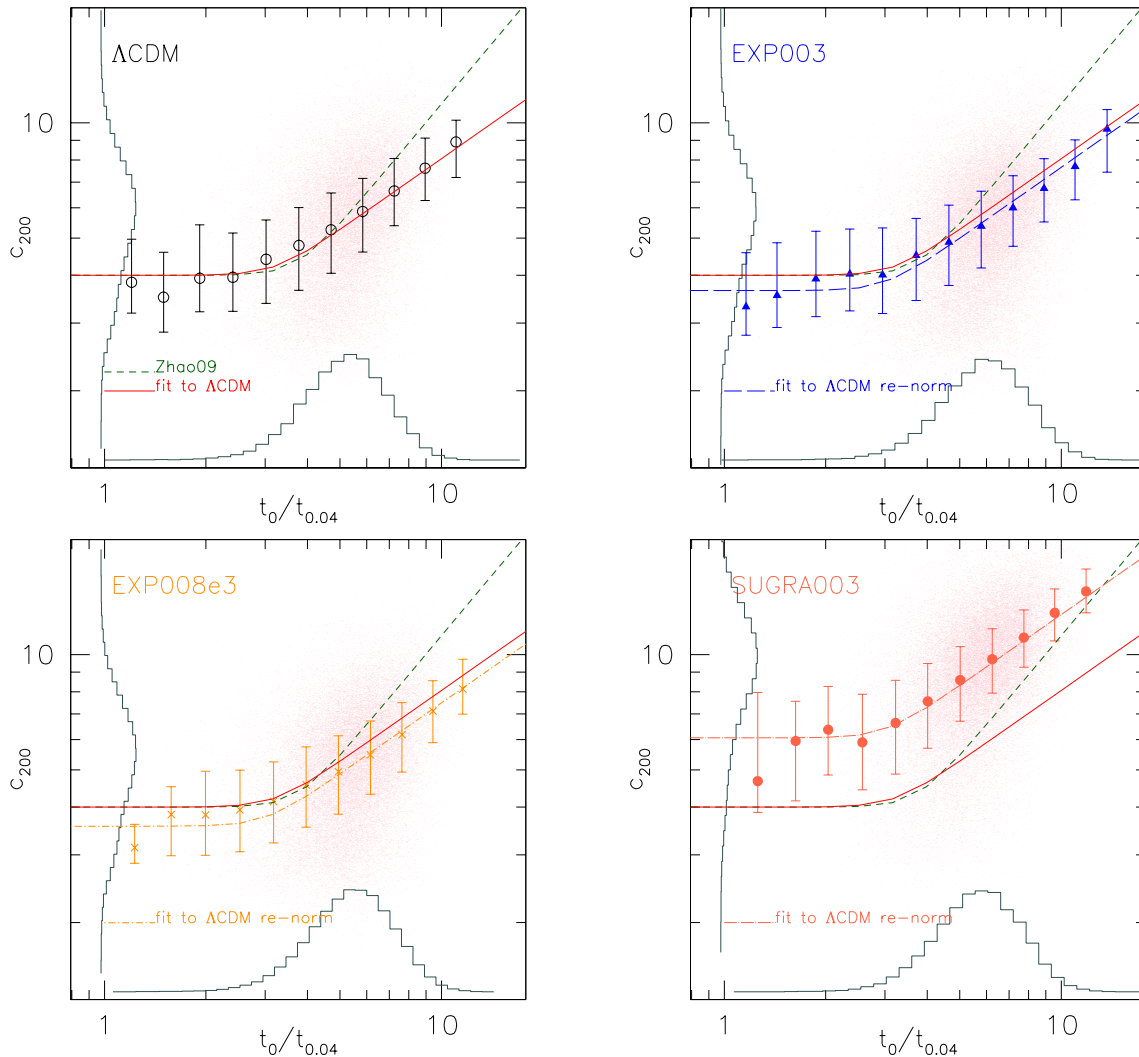 ΛCDM
10
c200
Zhao09
fit to ΛCDM
1
10
t0/t0.04
EXP003
10
c200
fit to ΛCDM re-norm
1
10
t0/t0.04
EXP008e3
10
c200
fit to ΛCDM re-norm
1
10
t0/t0.04
SUGRA003
10
c200
fit to ΛCDM re-norm
1
10
t0/t0.04